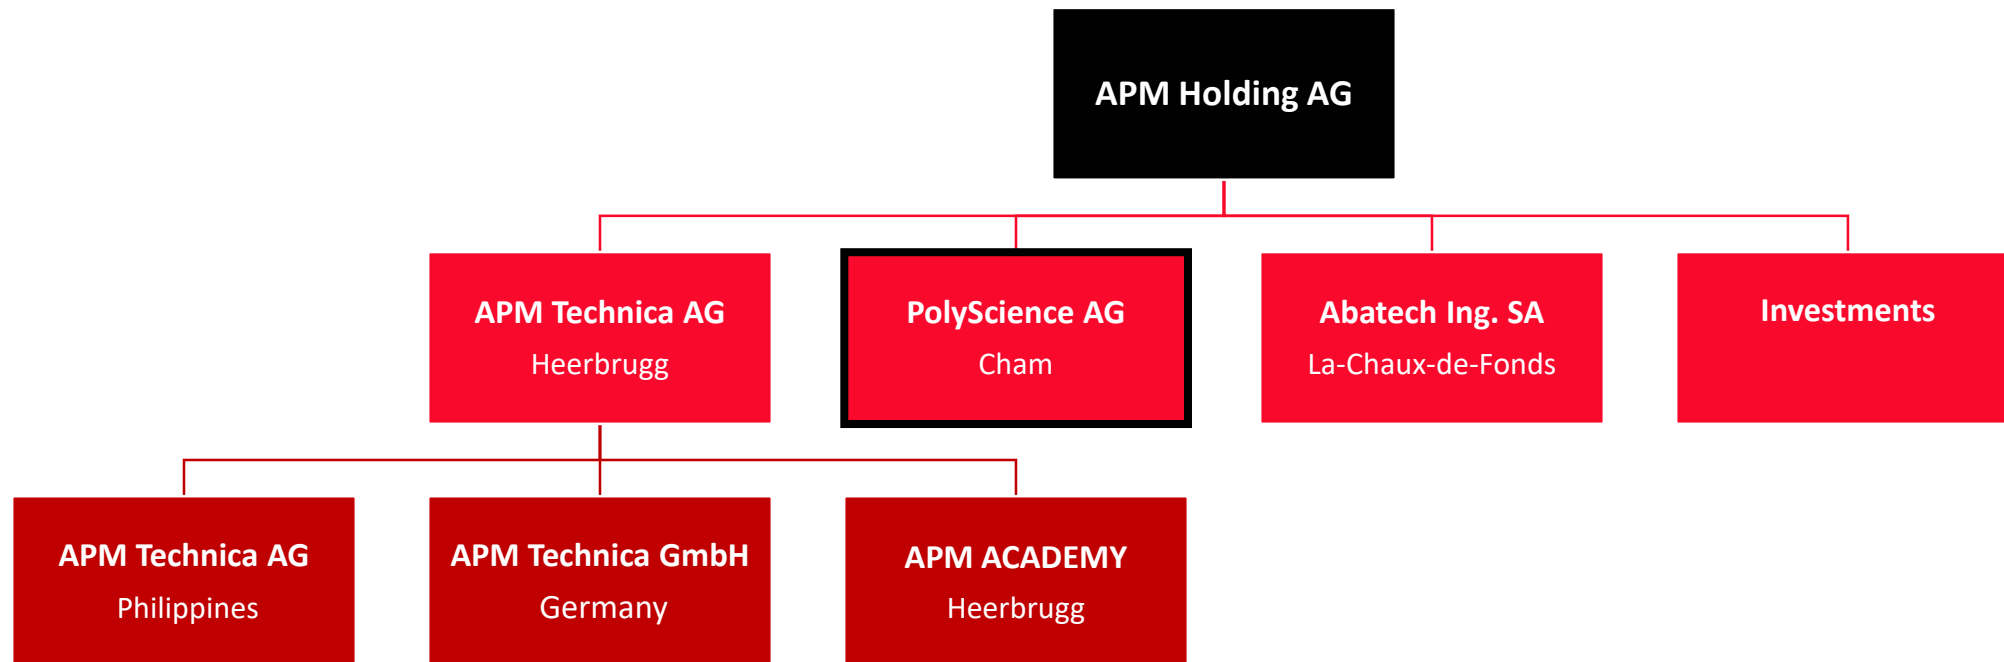 APM Holding AG
APM Technica AG
Heerbrugg
PolyScience AG
Cham
Abatech Ing. SA
La-Chaux-de-Fonds
Investments
APM Technica AG
Philippines
APM Technica GmbH
Germany
APM ACADEMY
Heerbrugg